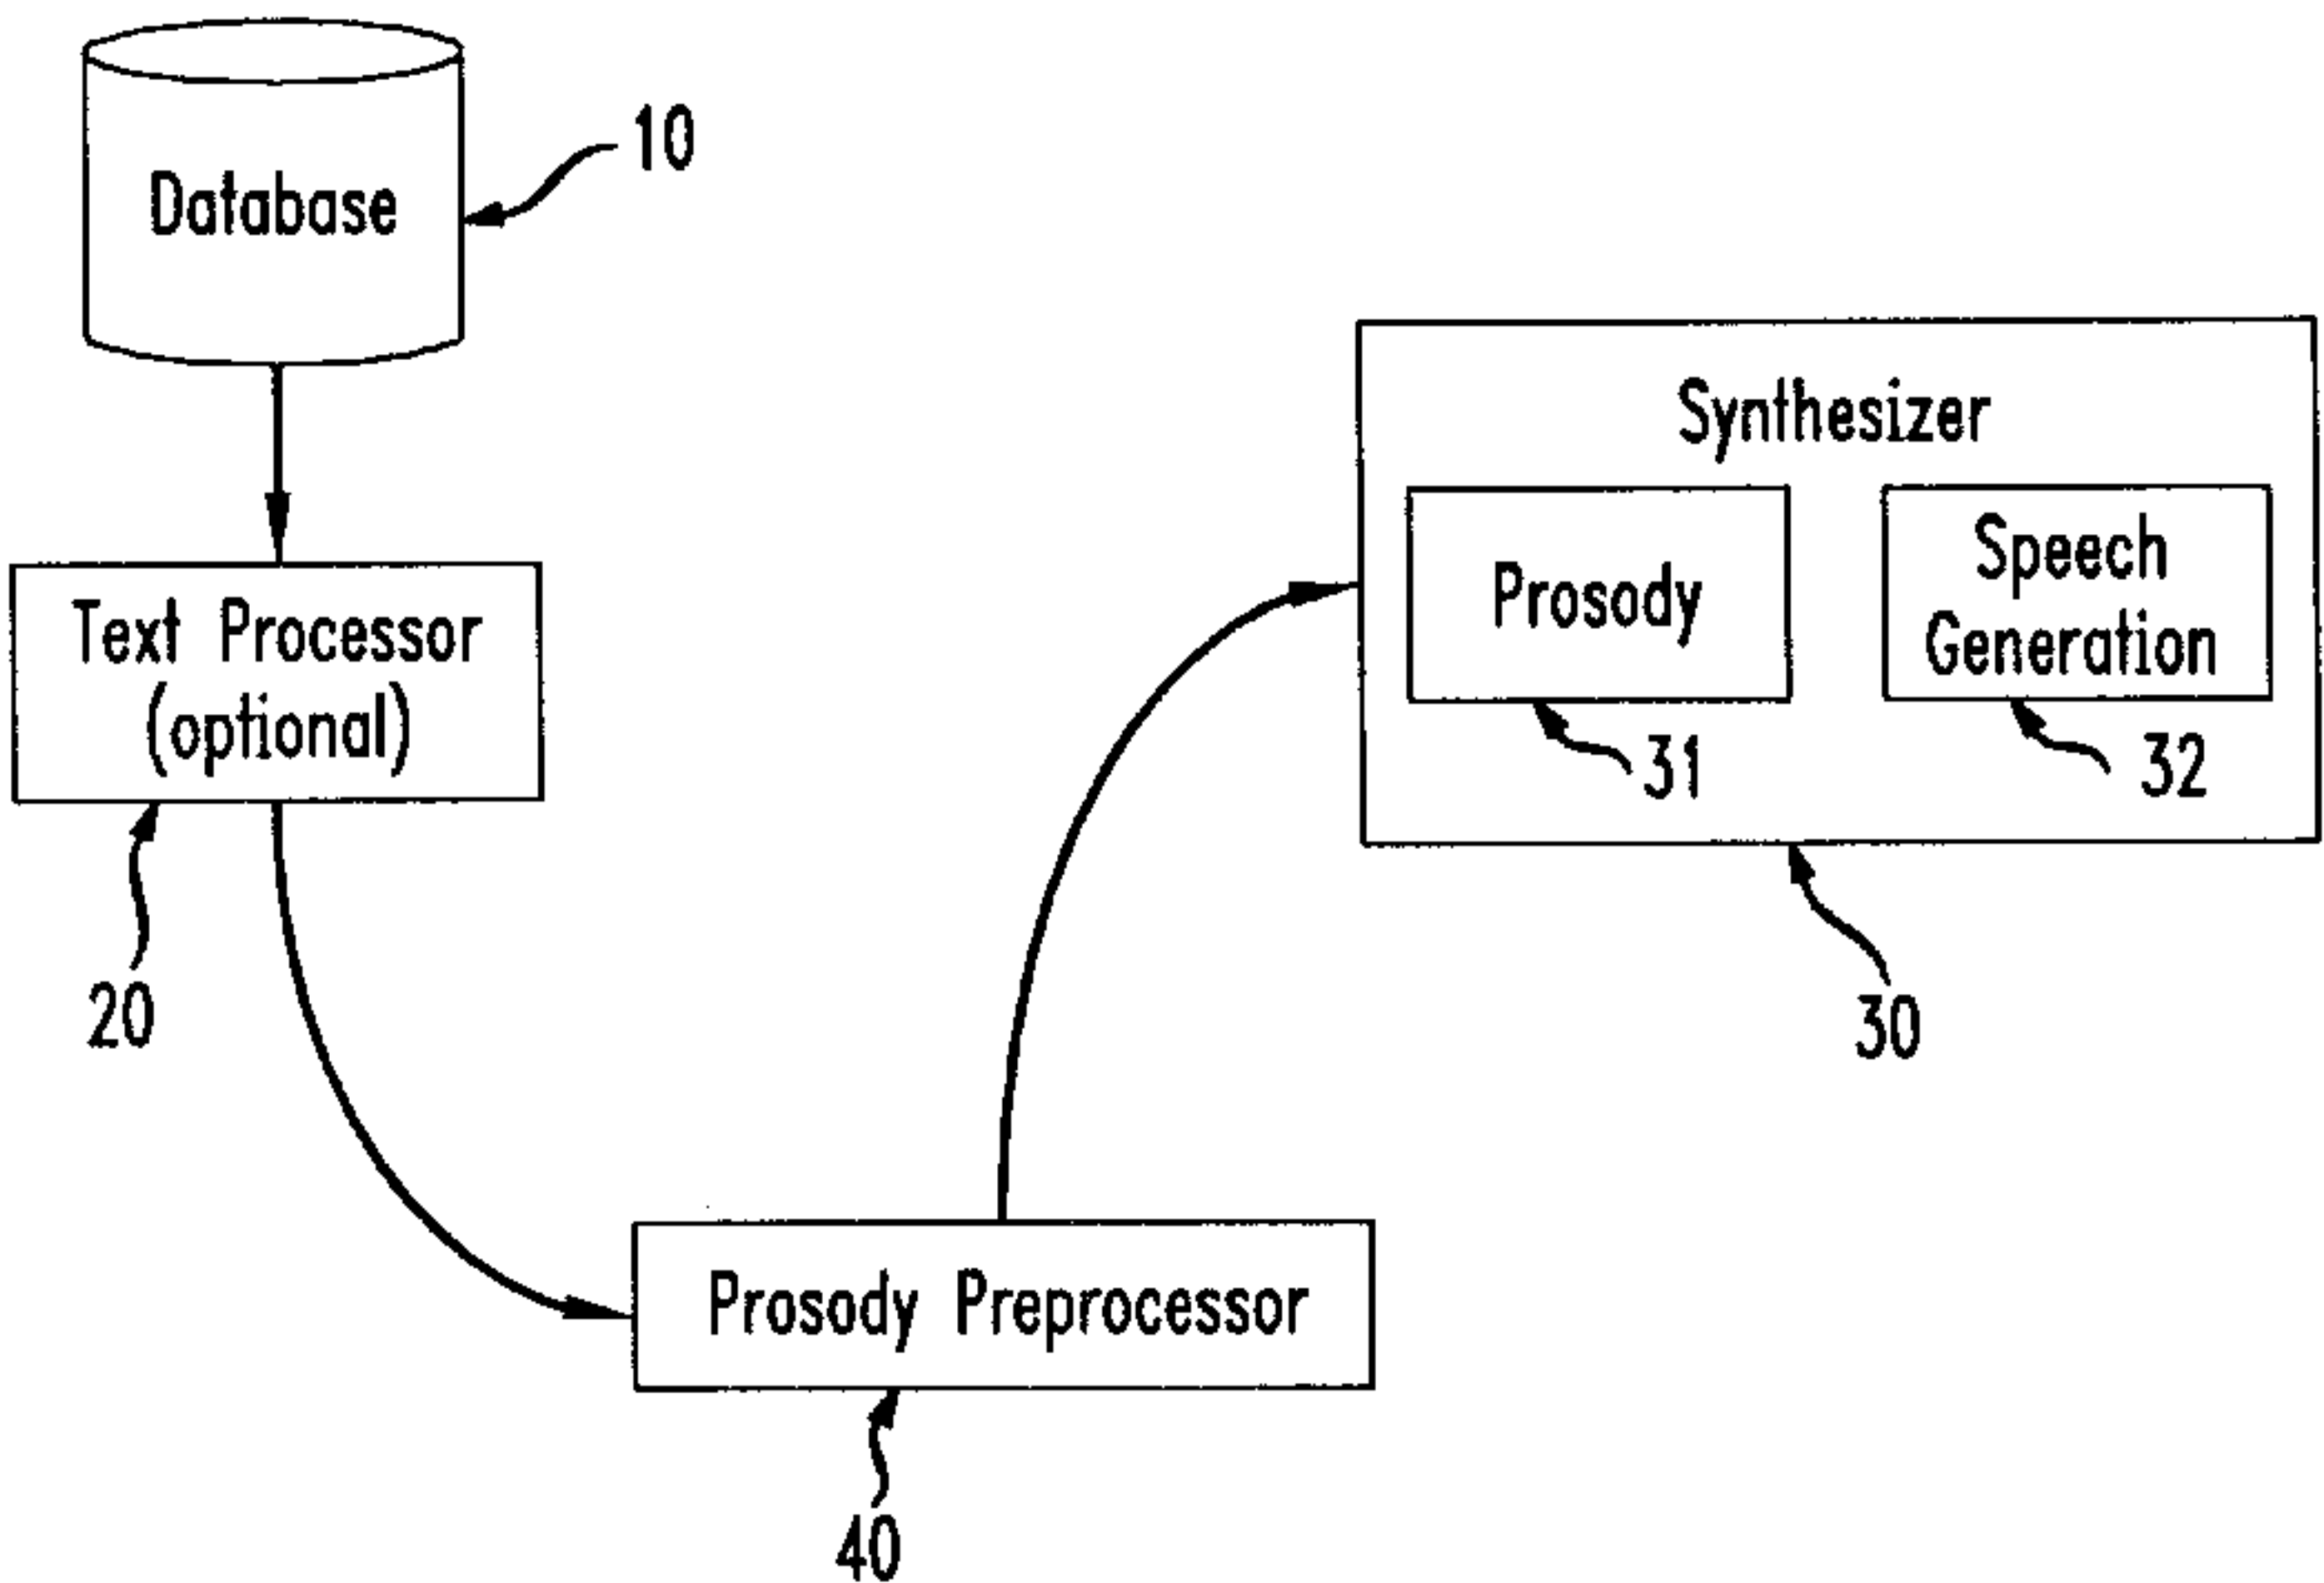 Database
10
Text Processor
(optional)
20
Synthesizer
Prosody
31
Speech
Generation
32
30
Prosody Preprocessor
40